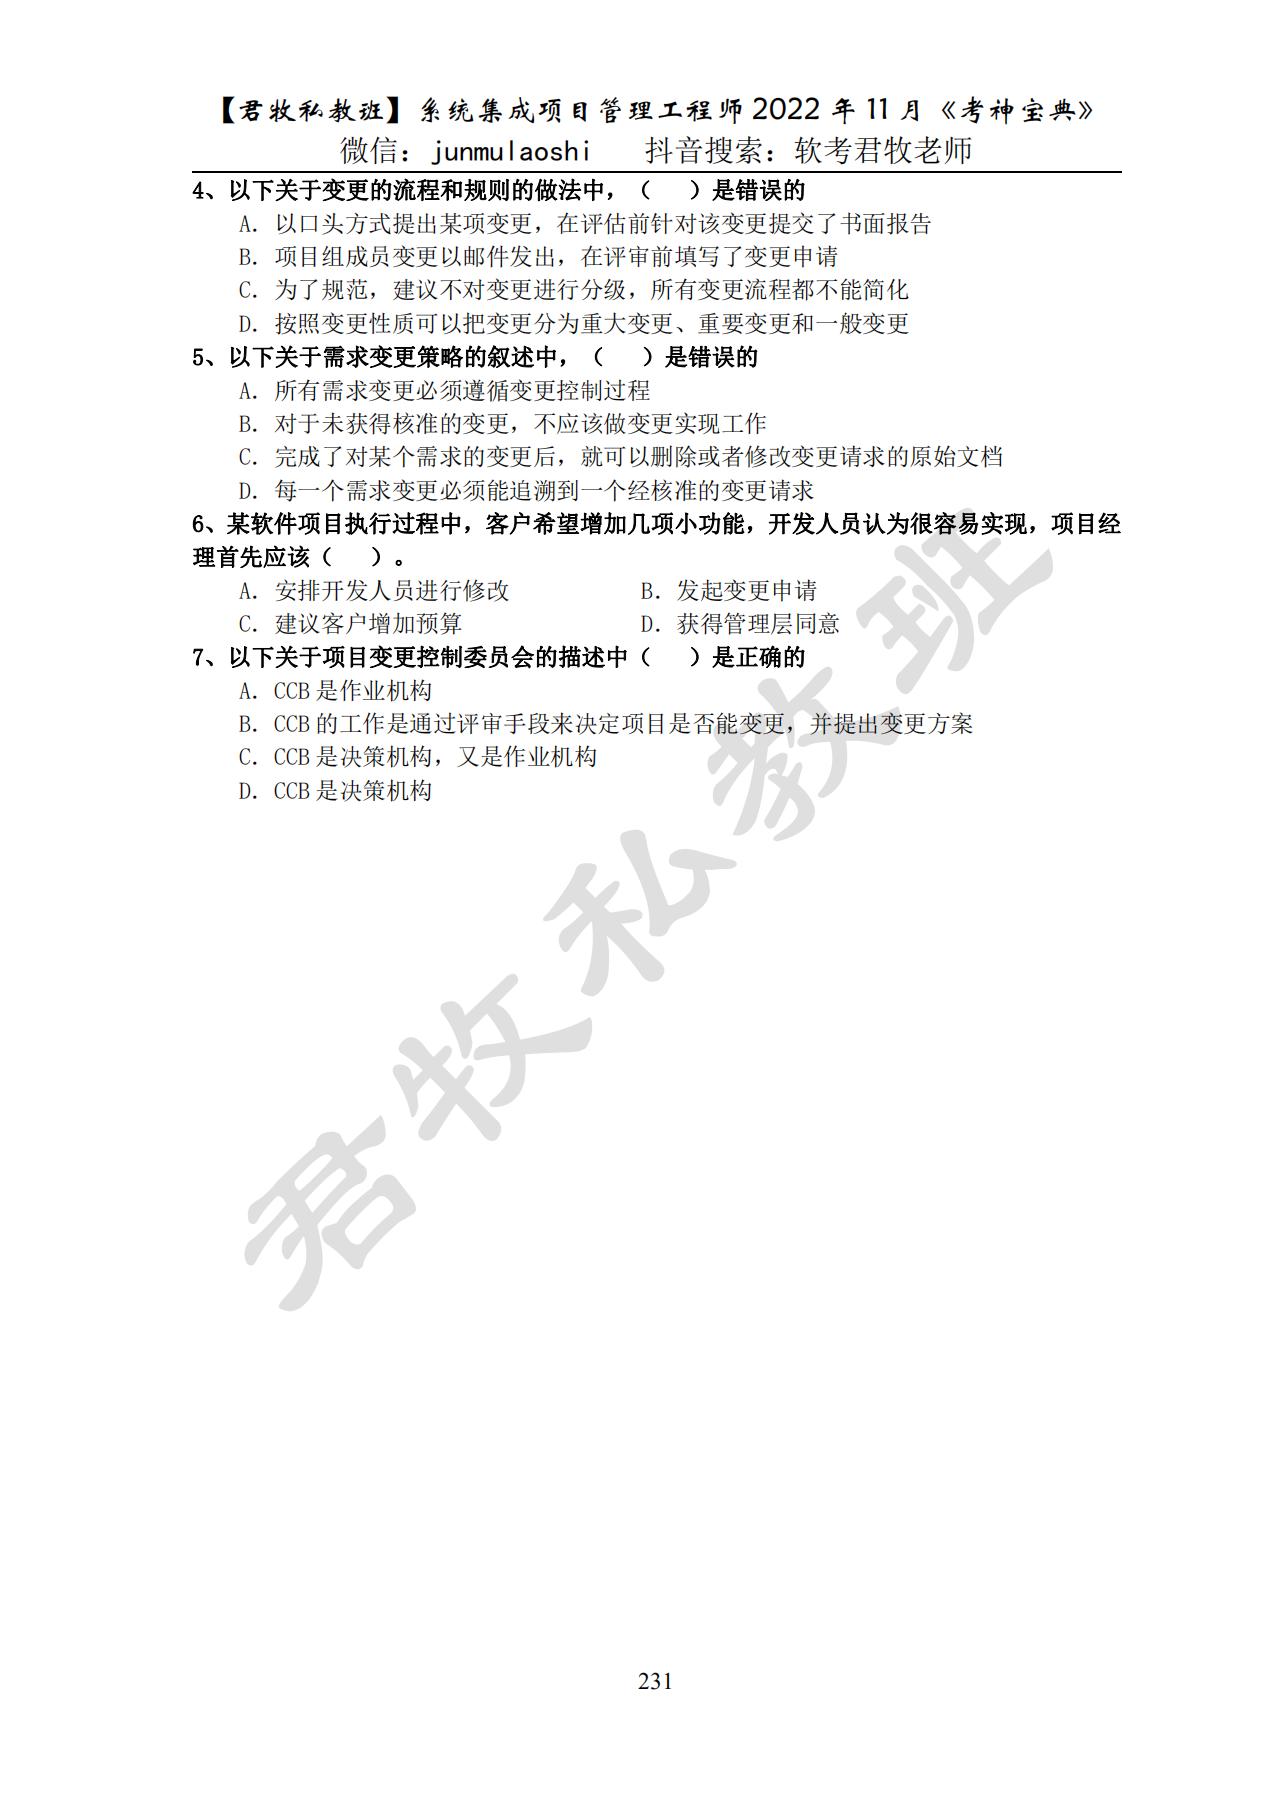 【君牧私教班】系统集成项目管理工程师 2022 年 11 月《考神宝典》
微信：junmulaoshi 抖音搜索：软考君牧老师
4、以下关于变更的流程和规则的做法中，（ ）是错误的
A. 以口头方式提出某项变更，在评估前针对该变更提交了书面报告
B. 项目组成员变更以邮件发出，在评审前填写了变更申请
C. 为了规范，建议不对变更进行分级，所有变更流程都不能简化
D. 按照变更性质可以把变更分为重大变更、重要变更和一般变更
5、以下关于需求变更策略的叙述中，（ ）是错误的
A. 所有需求变更必须遵循变更控制过程
B. 对于未获得核准的变更，不应该做变更实现工作
C. 完成了对某个需求的变更后，就可以删除或者修改变更请求的原始文档
D. 每一个需求变更必须能追溯到一个经核准的变更请求
6、某软件项目执行过程中，客户希望增加几项小功能，开发人员认为很容易实现，项目经
理首先应该（ ）。
A. 安排开发人员进行修改 B. 发起变更申请
C. 建议客户增加预算 D. 获得管理层同意
7、以下关于项目变更控制委员会的描述中（ ）是正确的
A. CCB 是作业机构
B. CCB 的工作是通过评审手段来决定项目是否能变更，并提出变更方案
C. CCB 是决策机构，又是作业机构
D. CCB 是决策机构
君牧私教班
231